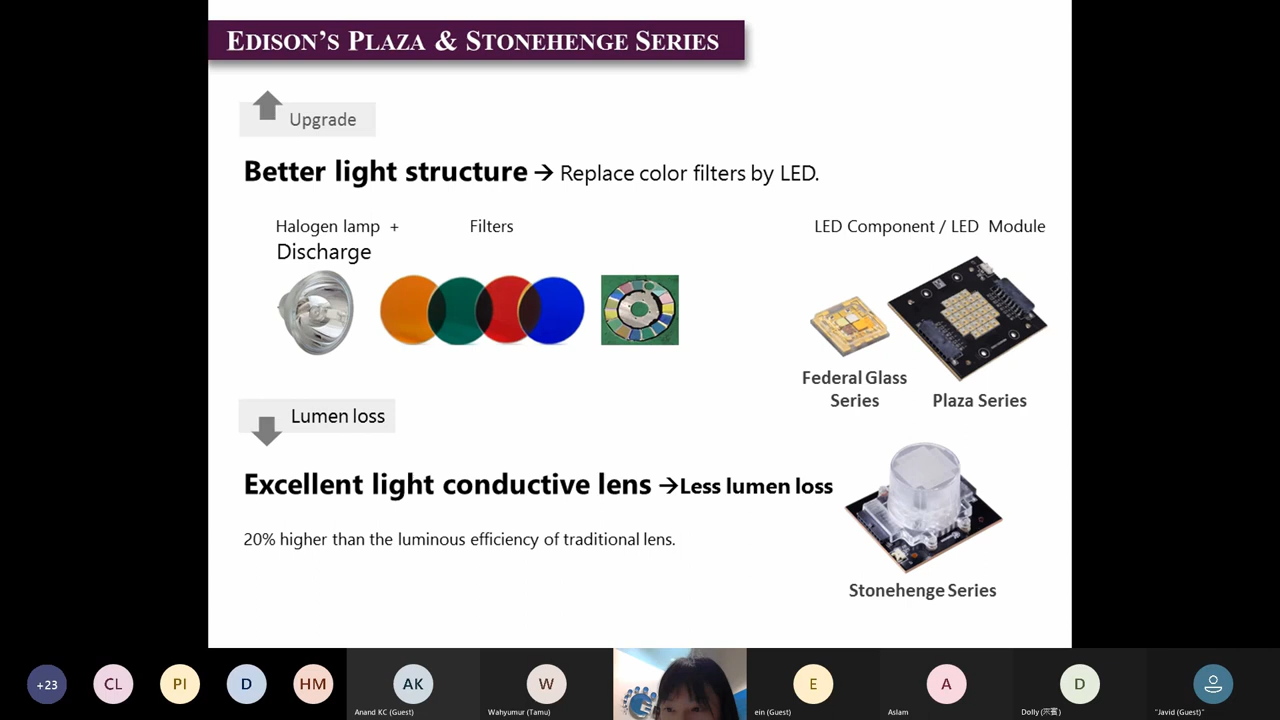 EDISON'S PLAZA & STONEHENGE SERIES
Upgrade
Better light structure → Replace color filters by LED.
Halogen lamp + Filters LED Component / LED Module
Discharge
Federal Glass
Series
Plaza Series
Lumen loss
Excellent light conductive lens →Less lumen loss
20% higher than the luminous efficiency of traditional lens.
Stonehenge Series
+23 CL PI D HM AK W E A D
Anand KC (Guest) Wahyumur (Tamu) ein (Guest) Aslam Dolly "Javid (Guest)"